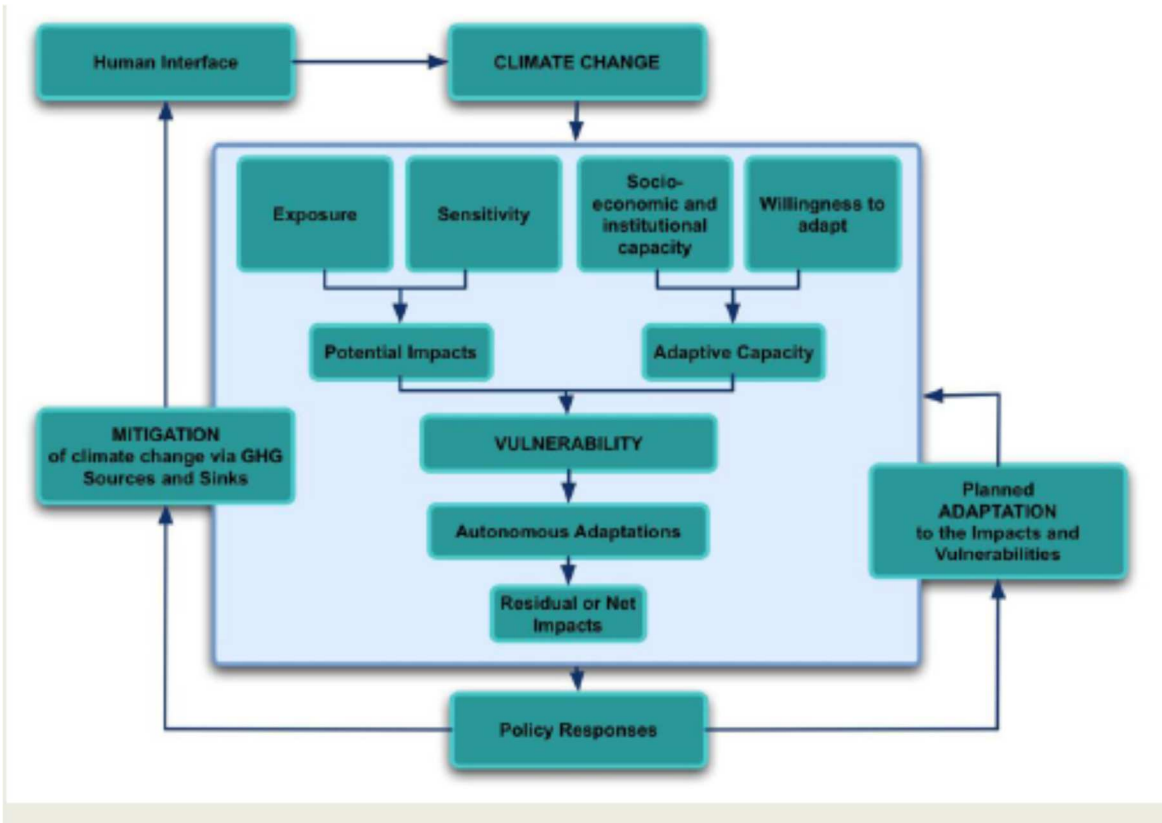 Human Interface
CLIMATE CHANGE
Exposure
Sensitivity
Socio-
economic and
institutional
capacity
Willingness to
adapt
Potential Impacts
Adaptive Capacity
MITIGATION
of climate change via GHG
Sources and Sinks
VULNERABILITY
Planned
ADAPTATION
to the Impacts and
Vulnerabilities
Autonomous Adaptations
Residual or Net
Impacts
Policy Responses